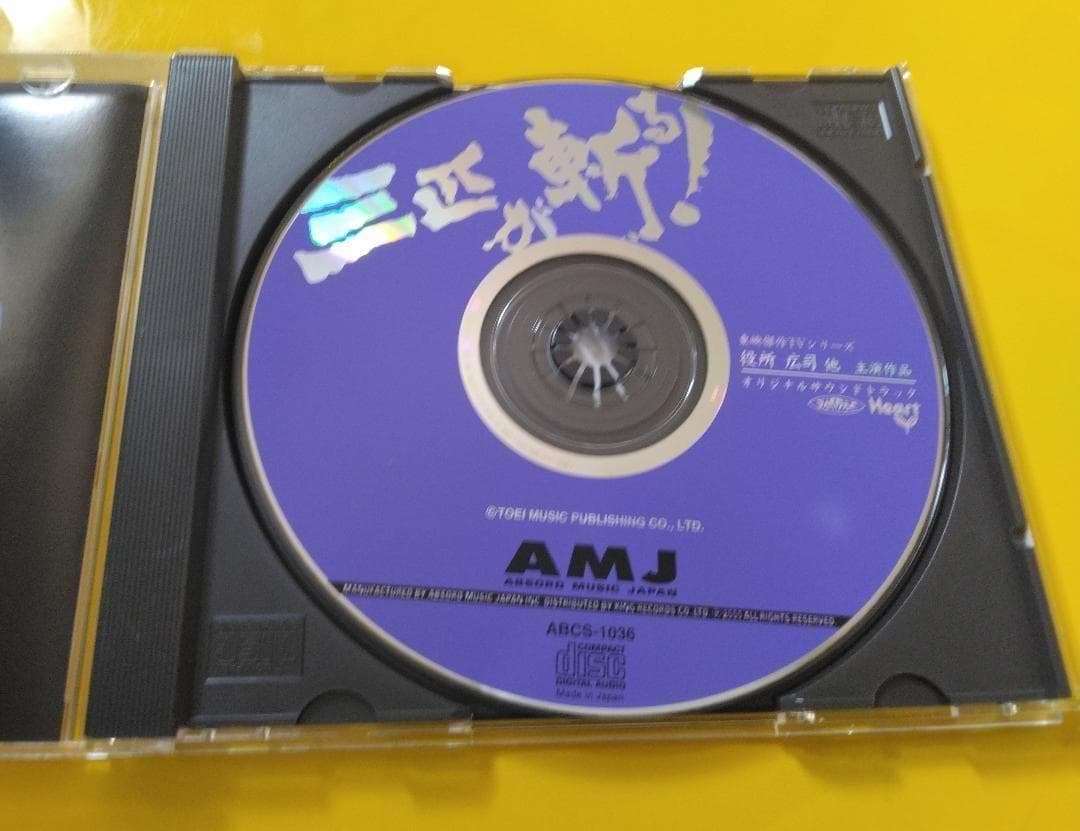 三匹が斬る!
東映傑作TVシリーズ
役所 広司 他 主演作品
オリジナルサウンドトラック
Heart
©TOEI MUSIC PUBLISHING CO., LTD.
AMJ
ABSORD MUSIC JAPAN
MANUFACTURED BY ABSORD MUSIC JAPAN INC. DISTRIBUTED BY KING RECORDS CO. LTD. ALL RIGHTS RESERVED
ABCS-1036
COMPACT
disc
DIGITAL AUDIO
Made in Japan